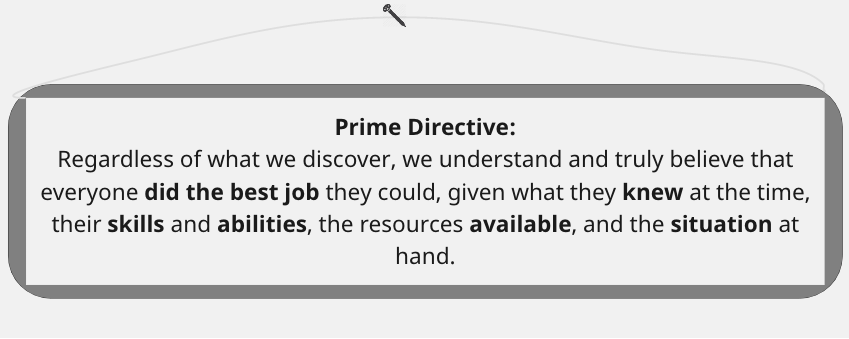 Prime Directive:
Regardless of what we discover, we understand and truly believe that
everyone did the best job they could, given what they knew at the time,
their skills and abilities, the resources available, and the situation at
hand.